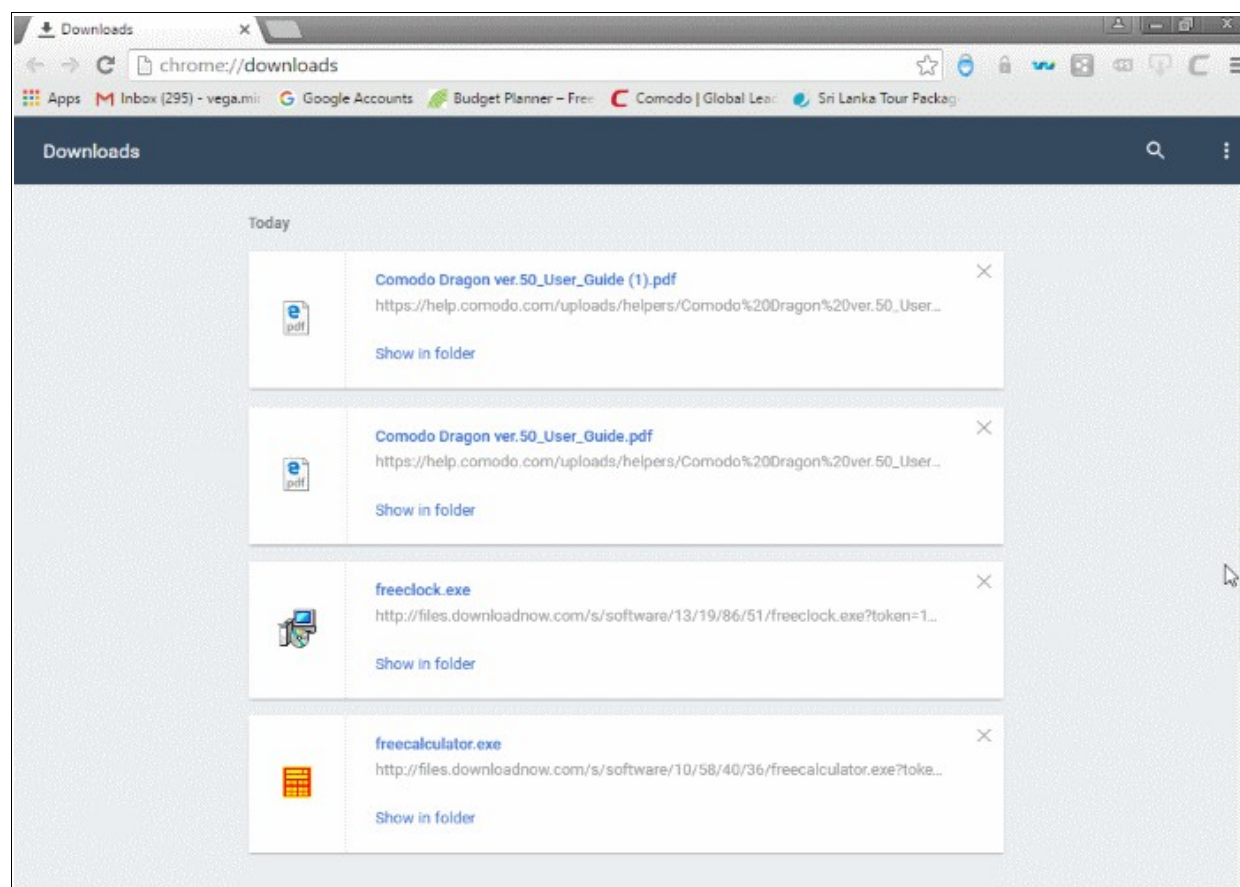 Downloads
chrome://downloads
Apps Inbox (295) - vega.mir Google Accounts Budget Planner – Free Comodo | Global Leac Sri Lanka Tour Packag
Downloads
Today
Comodo Dragon ver.50_User_Guide (1).pdf
https://help.comodo.com/uploads/helpers/Comodo%20Dragon%20ver.50_User...
pdf
Show in folder
Comodo Dragon ver.50_User_Guide.pdf
https://help.comodo.com/uploads/helpers/Comodo%20Dragon%20ver.50_User...
pdf
Show in folder
freeclock.exe
http://files.downloadnow.com/s/software/13/19/86/51/freeclock.exe?token=1...
Show in folder
freecalculator.exe
http://files.downloadnow.com/s/software/10/58/40/36/freecalculator.exe?toke...
Show in folder